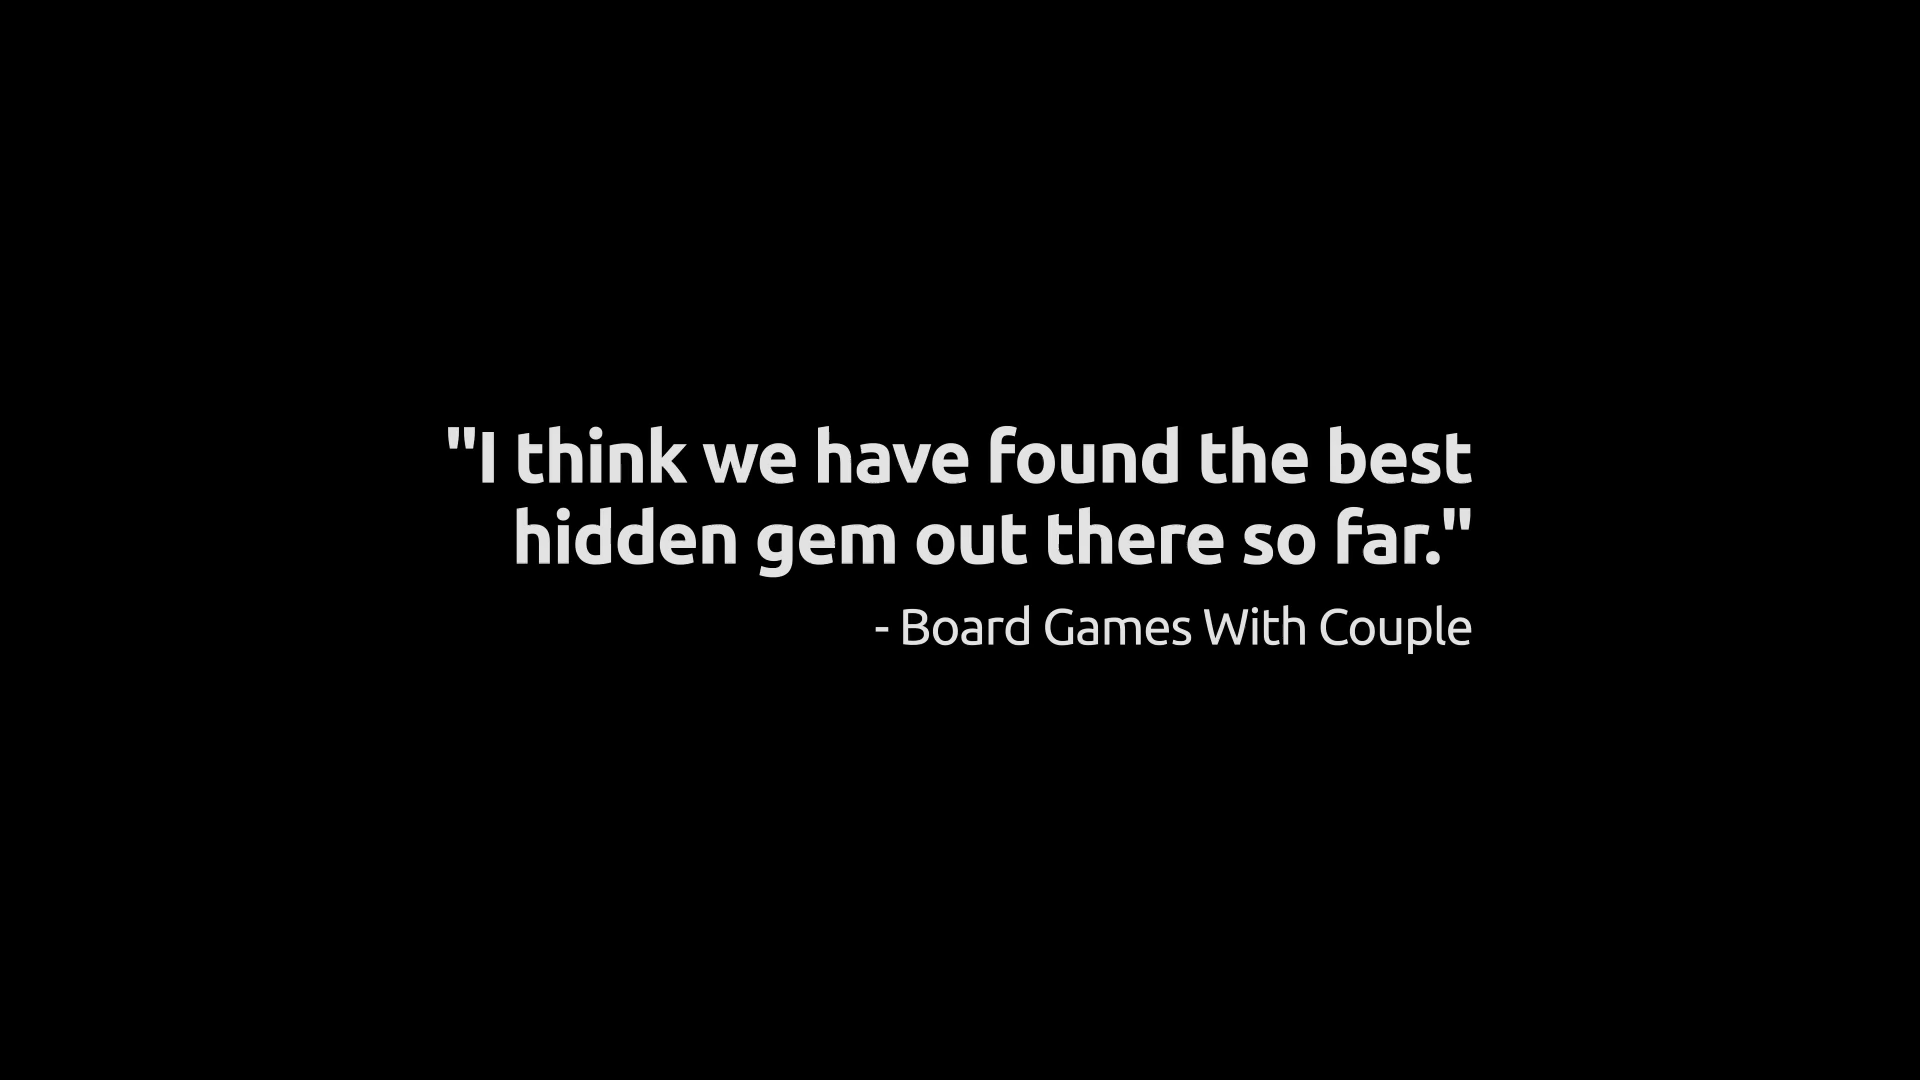 "I think we have found the best
hidden gem out there so far."
- Board Games With Couple